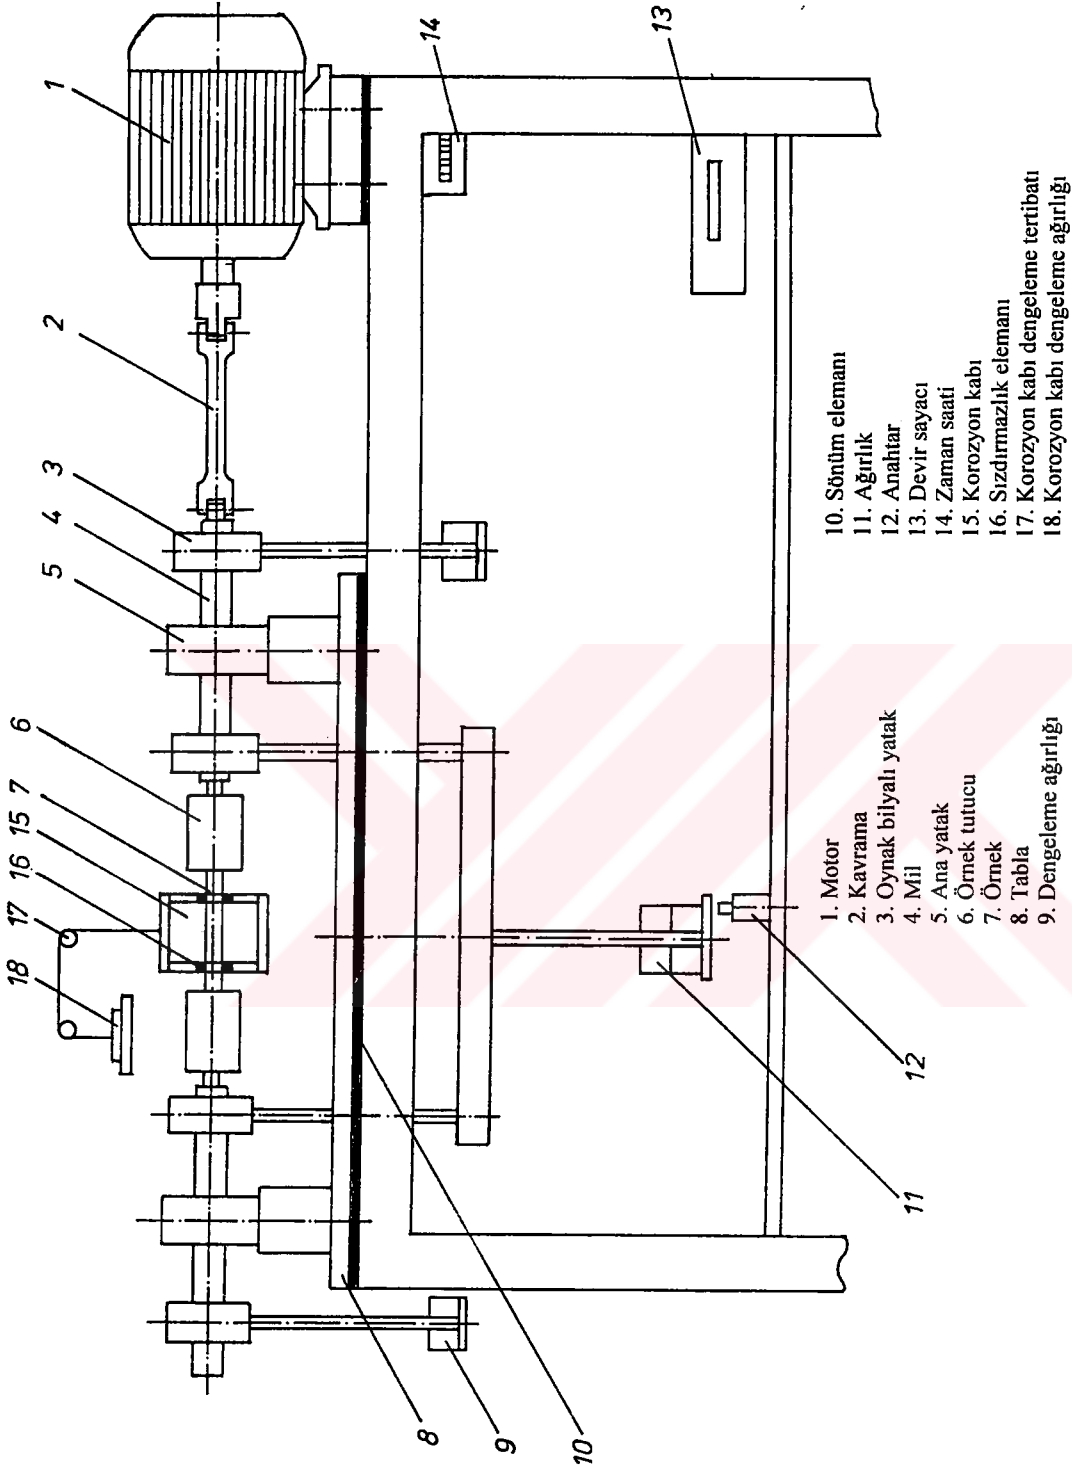 1
2
3
4
5
6
7
15
16
17
18
14
13
12
11
8
9
10
1. Motor
2. Kavrama
3. Oynak bilyalı yatak
4. Mil
5. Ana yatak
6. Örnek tutucu
7. Örnek
8. Tabla
9. Dengeleme ağırlığı
10. Sönüm elemanı
11. Ağırlık
12. Anahtar
13. Devir sayacı
14. Zaman saati
15. Korozyon kabı
16. Sızdırmazlık elemanı
17. Korozyon kabı dengeleme tertibatı
18. Korozyon kabı dengeleme ağırlığı